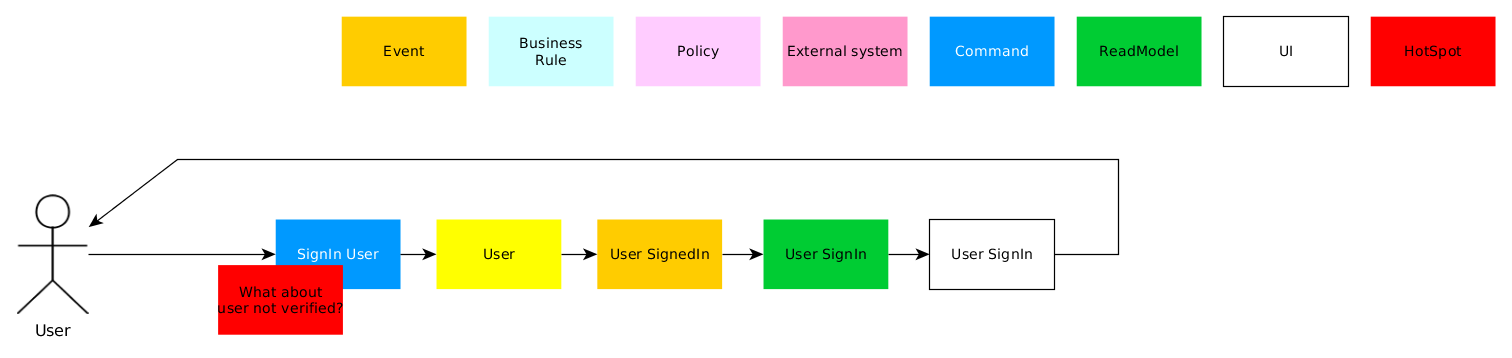 Event
Business
Rule
Policy
External system
Command
ReadModel
UI
HotSpot
SignIn User
User
User SignedIn
User SignIn
User SignIn
What about
user not verified?
User